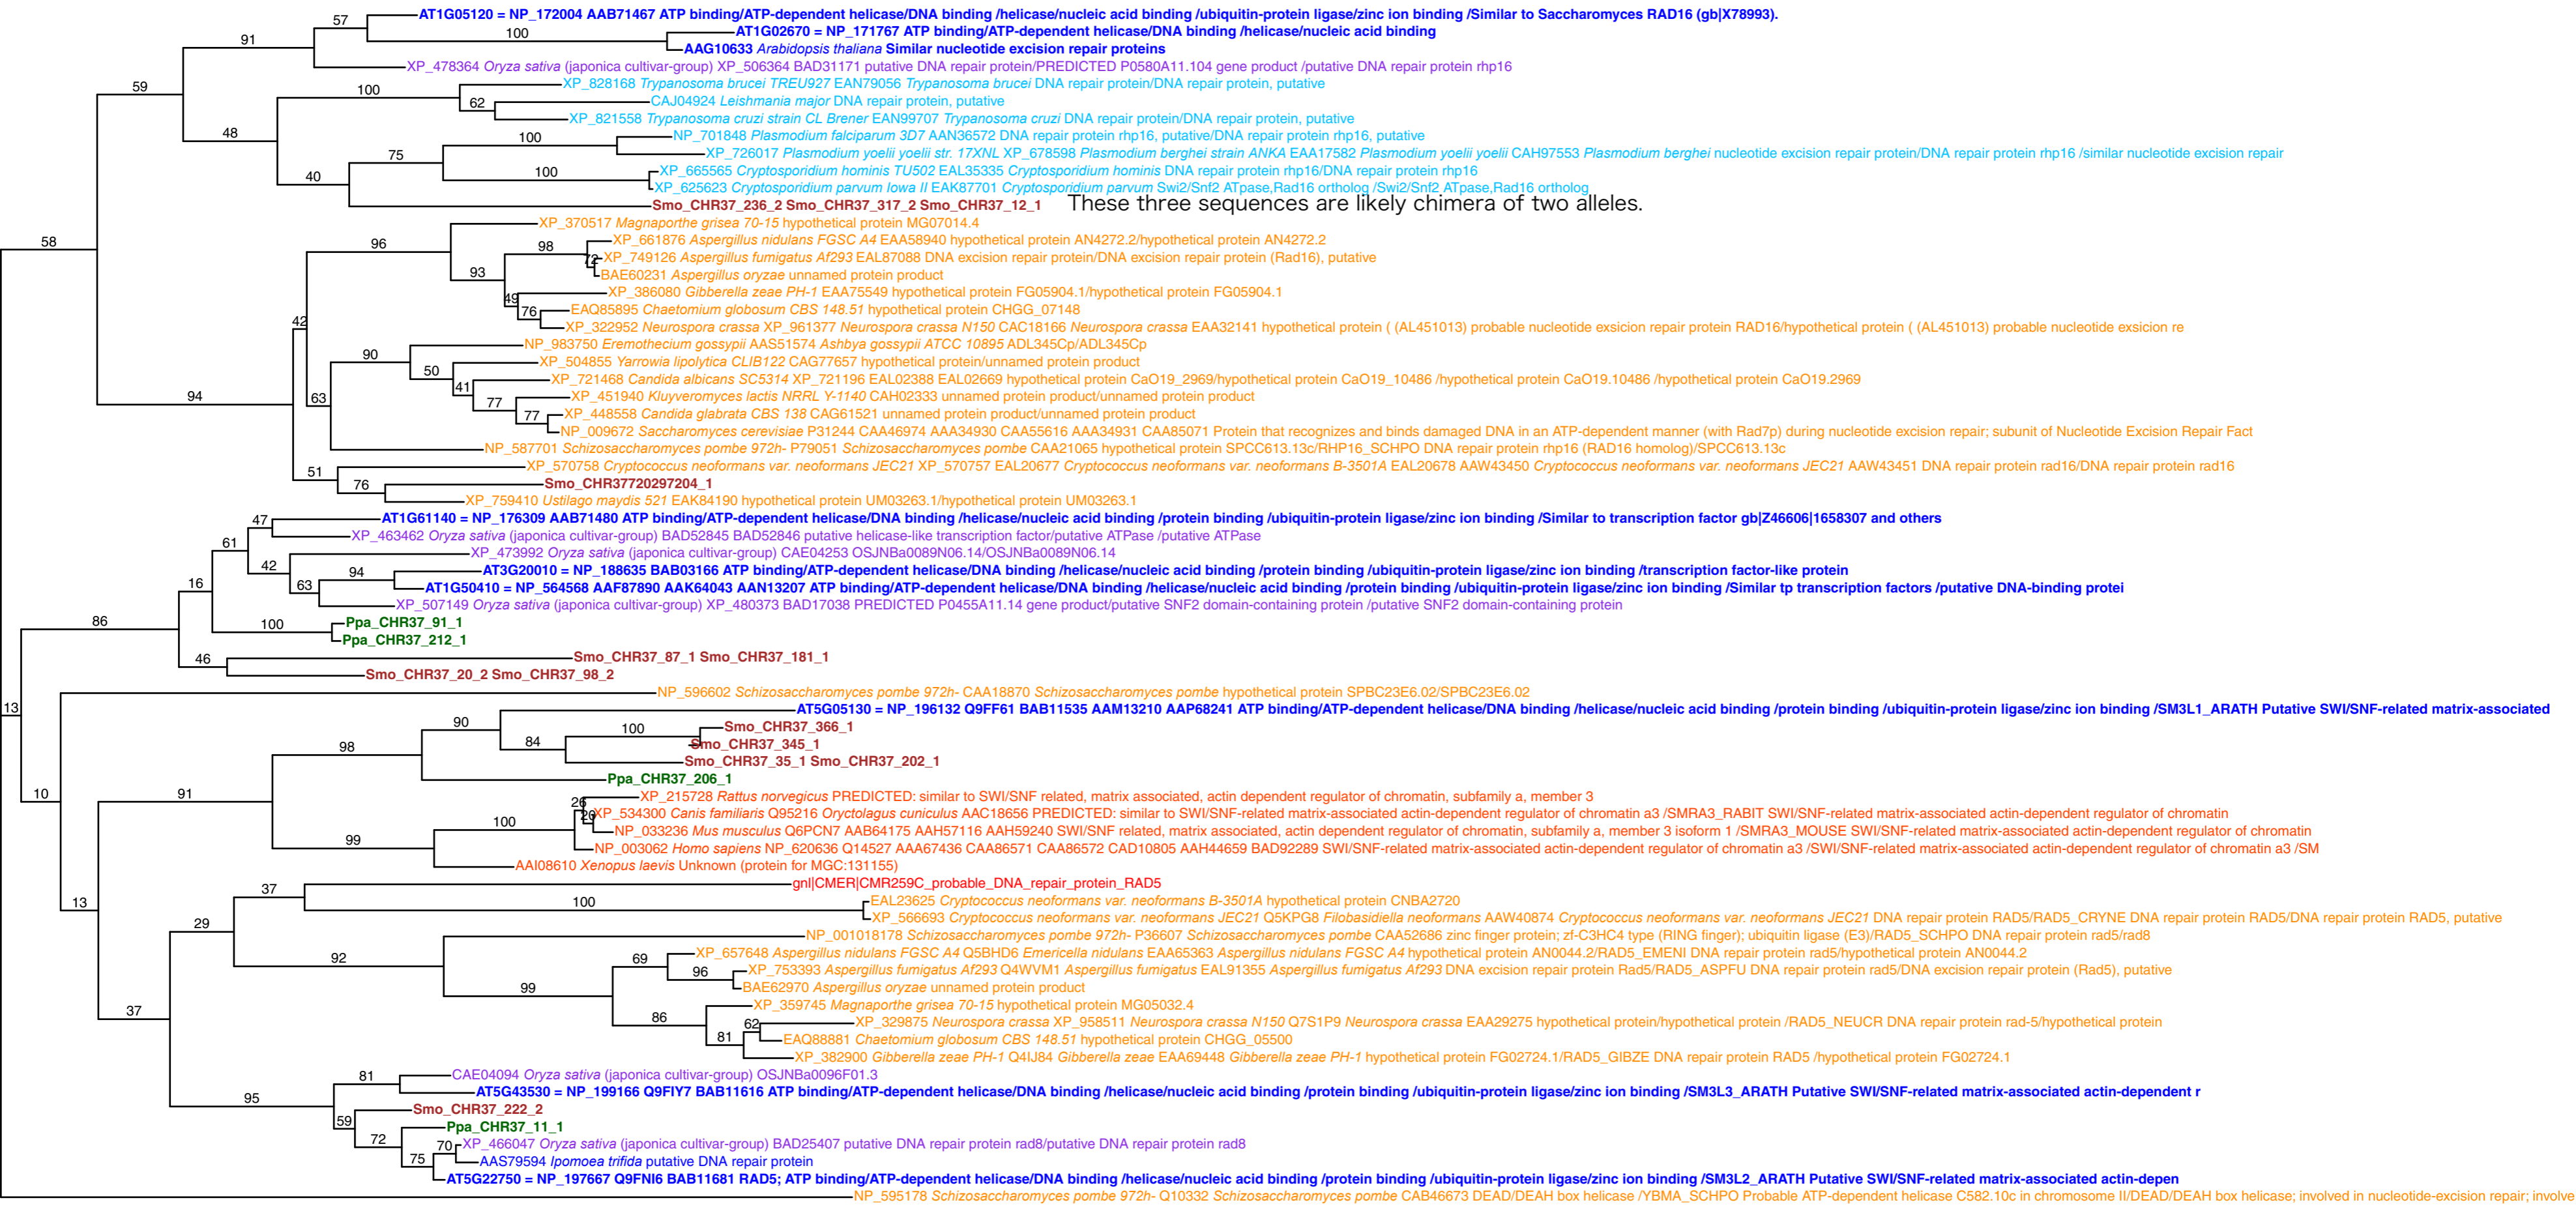 57
AT1G05120 = NP_172004 AAB71467 ATP binding/ATP-dependent helicase/DNA binding /helicase/nucleic acid binding /ubiquitin-protein ligase/zinc ion binding /Similar to Saccharomyces RAD16 (gb|X78993).
100
AT1G02670 = NP_171767 ATP binding/ATP-dependent helicase/DNA binding /helicase/nucleic acid binding
91
AAG10633 Arabidopsis thaliana Similar nucleotide excision repair proteins
XP_478364 Oryza sativa (japonica cultivar-group) XP_506364 BAD31171 putative DNA repair protein/PREDICTED P0580A11.104 gene product /putative DNA repair protein rhp16
59
100
XP_828168 Trypanosoma brucei TREU927 EAN79056 Trypanosoma brucei DNA repair protein/DNA repair protein, putative
62
CAJ04924 Leishmania major DNA repair protein, putative
XP_821558 Trypanosoma cruzi strain CL Brener EAN99707 Trypanosoma cruzi DNA repair protein/DNA repair protein, putative
48
100
NP_701848 Plasmodium falciparum 3D7 AAN36572 DNA repair protein rhp16, putative/DNA repair protein rhp16, putative
75
XP_726017 Plasmodium yoelii yoelii str. 17XNL XP_678598 Plasmodium berghei strain ANKA EAA17582 Plasmodium yoelii yoelii CAH97553 Plasmodium berghei nucleotide excision repair protein/DNA repair protein rhp16 /similar nucleotide excision repair
40
100
XP_665565 Cryptosporidium hominis TU502 EAL35335 Cryptosporidium hominis DNA repair protein rhp16/DNA repair protein rhp16
XP_625623 Cryptosporidium parvum Iowa II EAK87701 Cryptosporidium parvum Swi2/Snf2 ATpase,Rad16 ortholog /Swi2/Snf2 ATpase,Rad16 ortholog
Smo_CHR37_236_2 Smo_CHR37_317_2 Smo_CHR37_12_1 These three sequences are likely chimera of two alleles.
58
XP_370517 Magnaporthe grisea 70-15 hypothetical protein MG07014.4
96
98
XP_661876 Aspergillus nidulans FGSC A4 EAA58940 hypothetical protein AN4272.2/hypothetical protein AN4272.2
72
XP_749126 Aspergillus fumigatus Af293 EAL87088 DNA excision repair protein/DNA excision repair protein (Rad16), putative
93
BAE60231 Aspergillus oryzae unnamed protein product
49
XP_386080 Gibberella zeae PH-1 EAA75549 hypothetical protein FG05904.1/hypothetical protein FG05904.1
76
EAQ85895 Chaetomium globosum CBS 148.51 hypothetical protein CHGG_07148
42
XP_322952 Neurospora crassa XP_961377 Neurospora crassa N150 CAC18166 Neurospora crassa EAA32141 hypothetical protein ( (AL451013) probable nucleotide exsicion repair protein RAD16/hypothetical protein ( (AL451013) probable nucleotide exsicion re
NP_983750 Eremothecium gossypii AAS51574 Ashbya gossypii ATCC 10895 ADL345Cp/ADL345Cp
90
XP_504855 Yarrowia lipolytica CLIB122 CAG77657 hypothetical protein/unnamed protein product
50
XP_721468 Candida albicans SC5314 XP_721196 EAL02388 EAL02669 hypothetical protein CaO19_2969/hypothetical protein CaO19_10486 /hypothetical protein CaO19.10486 /hypothetical protein CaO19.2969
41
94
63
77
XP_451940 Kluyveromyces lactis NRRL Y-1140 CAH02333 unnamed protein product/unnamed protein product
77
XP_448558 Candida glabrata CBS 138 CAG61521 unnamed protein product/unnamed protein product
NP_009672 Saccharomyces cerevisiae P31244 CAA46974 AAA34930 CAA55616 AAA34931 CAA85071 Protein that recognizes and binds damaged DNA in an ATP-dependent manner (with Rad7p) during nucleotide excision repair; subunit of Nucleotide Excision Repair Fact
NP_587701 Schizosaccharomyces pombe 972h- P79051 Schizosaccharomyces pombe CAA21065 hypothetical protein SPCC613.13c/RHP16_SCHPO DNA repair protein rhp16 (RAD16 homolog)/SPCC613.13c
51
XP_570758 Cryptococcus neoformans var. neoformans JEC21 XP_570757 EAL20677 Cryptococcus neoformans var. neoformans B-3501A EAL20678 AAW43450 Cryptococcus neoformans var. neoformans JEC21 AAW43451 DNA repair protein rad16/DNA repair protein rad16
76
Smo_CHR37720297204_1
XP_759410 Ustilago maydis 521 EAK84190 hypothetical protein UM03263.1/hypothetical protein UM03263.1
47
AT1G61140 = NP_176309 AAB71480 ATP binding/ATP-dependent helicase/DNA binding /helicase/nucleic acid binding /protein binding /ubiquitin-protein ligase/zinc ion binding /Similar to transcription factor gb|Z46606|1658307 and others
XP_463462 Oryza sativa (japonica cultivar-group) BAD52845 BAD52846 putative helicase-like transcription factor/putative ATPase /putative ATPase
61
XP_473992 Oryza sativa (japonica cultivar-group) CAE04253 OSJNBa0089N06.14/OSJNBa0089N06.14
42
94
AT3G20010 = NP_188635 BAB03166 ATP binding/ATP-dependent helicase/DNA binding /helicase/nucleic acid binding /protein binding /ubiquitin-protein ligase/zinc ion binding /transcription factor-like protein
16
63
AT1G50410 = NP_564568 AAF87890 AAK64043 AAN13207 ATP binding/ATP-dependent helicase/DNA binding /helicase/nucleic acid binding /protein binding /ubiquitin-protein ligase/zinc ion binding /Similar tp transcription factors /putative DNA-binding protei
XP_507149 Oryza sativa (japonica cultivar-group) XP_480373 BAD17038 PREDICTED P0455A11.14 gene product/putative SNF2 domain-containing protein /putative SNF2 domain-containing protein
86
100
Ppa_CHR37_91_1
Ppa_CHR37_212_1
46
Smo_CHR37_87_1 Smo_CHR37_181_1
Smo_CHR37_20_2 Smo_CHR37_98_2
NP_596602 Schizosaccharomyces pombe 972h- CAA18870 Schizosaccharomyces pombe hypothetical protein SPBC23E6.02/SPBC23E6.02
13
AT5G05130 = NP_196132 Q9FF61 BAB11535 AAM13210 AAP68241 ATP binding/ATP-dependent helicase/DNA binding /helicase/nucleic acid binding /protein binding /ubiquitin-protein ligase/zinc ion binding /SM3L1_ARATH Putative SWI/SNF-related matrix-associated
90
100
Smo_CHR37_366_1
98
84
Smo_CHR37_345_1
Smo_CHR37_35_1 Smo_CHR37_202_1
Ppa_CHR37_206_1
10
91
26
XP_215728 Rattus norvegicus PREDICTED: similar to SWI/SNF related, matrix associated, actin dependent regulator of chromatin, subfamily a, member 3
20
XP_534300 Canis familiaris Q95216 Oryctolagus cuniculus AAC18656 PREDICTED: similar to SWI/SNF-related matrix-associated actin-dependent regulator of chromatin a3 /SMRA3_RABIT SWI/SNF-related matrix-associated actin-dependent regulator of chromatin
100
NP_033236 Mus musculus Q6PCN7 AAB64175 AAH57116 AAH59240 SWI/SNF related, matrix associated, actin dependent regulator of chromatin, subfamily a, member 3 isoform 1 /SMRA3_MOUSE SWI/SNF-related matrix-associated actin-dependent regulator of chromatin
99
NP_003062 Homo sapiens NP_620636 Q14527 AAA67436 CAA86571 CAA86572 CAD10805 AAH44659 BAD92289 SWI/SNF-related matrix-associated actin-dependent regulator of chromatin a3 /SWI/SNF-related matrix-associated actin-dependent regulator of chromatin a3 /SM
AAI08610 Xenopus laevis Unknown (protein for MGC:131155)
37
gnl|CMER|CMR259C_probable_DNA_repair_protein_RAD5
13
100
EAL23625 Cryptococcus neoformans var. neoformans B-3501A hypothetical protein CNBA2720
XP_566693 Cryptococcus neoformans var. neoformans JEC21 Q5KPG8 Filobasidiella neoformans AAW40874 Cryptococcus neoformans var. neoformans JEC21 DNA repair protein RAD5/RAD5_CRYNE DNA repair protein RAD5/DNA repair protein RAD5, putative
29
NP_001018178 Schizosaccharomyces pombe 972h- P36607 Schizosaccharomyces pombe CAA52686 zinc finger protein; zf-C3HC4 type (RING finger); ubiquitin ligase (E3)/RAD5_SCHPO DNA repair protein rad5/rad8
92
69
XP_657648 Aspergillus nidulans FGSC A4 Q5BHD6 Emericella nidulans EAA65363 Aspergillus nidulans FGSC A4 hypothetical protein AN0044.2/RAD5_EMENI DNA repair protein rad5/hypothetical protein AN0044.2
96
XP_753393 Aspergillus fumigatus Af293 Q4WVM1 Aspergillus fumigatus EAL91355 Aspergillus fumigatus Af293 DNA excision repair protein Rad5/RAD5_ASPFU DNA repair protein rad5/DNA excision repair protein (Rad5), putative
99
BAE62970 Aspergillus oryzae unnamed protein product
XP_359745 Magnaporthe grisea 70-15 hypothetical protein MG05032.4
37
86
62
XP_329875 Neurospora crassa XP_958511 Neurospora crassa N150 Q7S1P9 Neurospora crassa EAA29275 hypothetical protein/hypothetical protein /RAD5_NEUCR DNA repair protein rad-5/hypothetical protein
81
EAQ88881 Chaetomium globosum CBS 148.51 hypothetical protein CHGG_05500
XP_382900 Gibberella zeae PH-1 Q4IJ84 Gibberella zeae EAA69448 Gibberella zeae PH-1 hypothetical protein FG02724.1/RAD5_GIBZE DNA repair protein RAD5 /hypothetical protein FG02724.1
81
CAE04094 Oryza sativa (japonica cultivar-group) OSJNBa0096F01.3
95
AT5G43530 = NP_199166 Q9FIY7 BAB11616 ATP binding/ATP-dependent helicase/DNA binding /helicase/nucleic acid binding /protein binding /ubiquitin-protein ligase/zinc ion binding /SM3L3_ARATH Putative SWI/SNF-related matrix-associated actin-dependent r
Smo_CHR37_222_2
59
Ppa_CHR37_11_1
72
70
XP_466047 Oryza sativa (japonica cultivar-group) BAD25407 putative DNA repair protein rad8/putative DNA repair protein rad8
75
AAS79594 Ipomoea trifida putative DNA repair protein
AT5G22750 = NP_197667 Q9FNI6 BAB11681 RAD5; ATP binding/ATP-dependent helicase/DNA binding /helicase/nucleic acid binding /protein binding /ubiquitin-protein ligase/zinc ion binding /SM3L2_ARATH Putative SWI/SNF-related matrix-associated actin-depen
NP_595178 Schizosaccharomyces pombe 972h- Q10332 Schizosaccharomyces pombe CAB46673 DEAD/DEAH box helicase /YBMA_SCHPO Probable ATP-dependent helicase C582.10c in chromosome II/DEAD/DEAH box helicase; involved in nucleotide-excision repair; involve